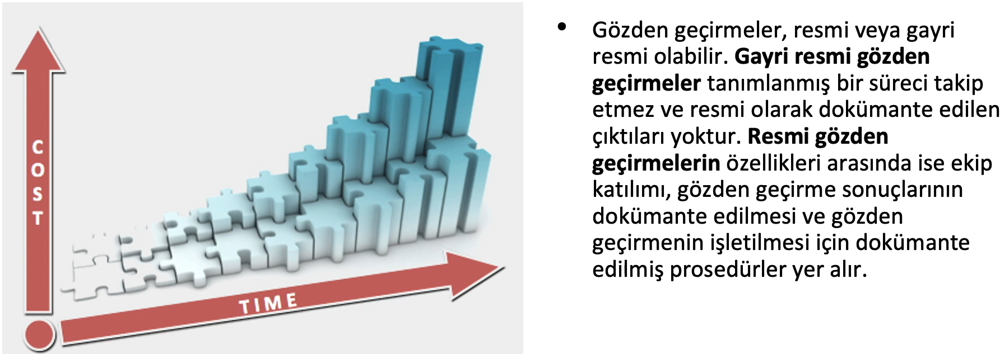 COST
TIME
• Gözden geçirmeler, resmi veya gayri
resmi olabilir. Gayri resmi gözden
geçirmeler tanımlanmış bir süreci takip
etmez ve resmi olarak dokümante edilen
çıktıları yoktur. Resmi gözden
geçirmelerin özellikleri arasında ise ekip
katılımı, gözden geçirme sonuçlarının
dokümante edilmesi ve gözden
geçirmenin işletilmesi için dokümante
edilmiş prosedürler yer alır.